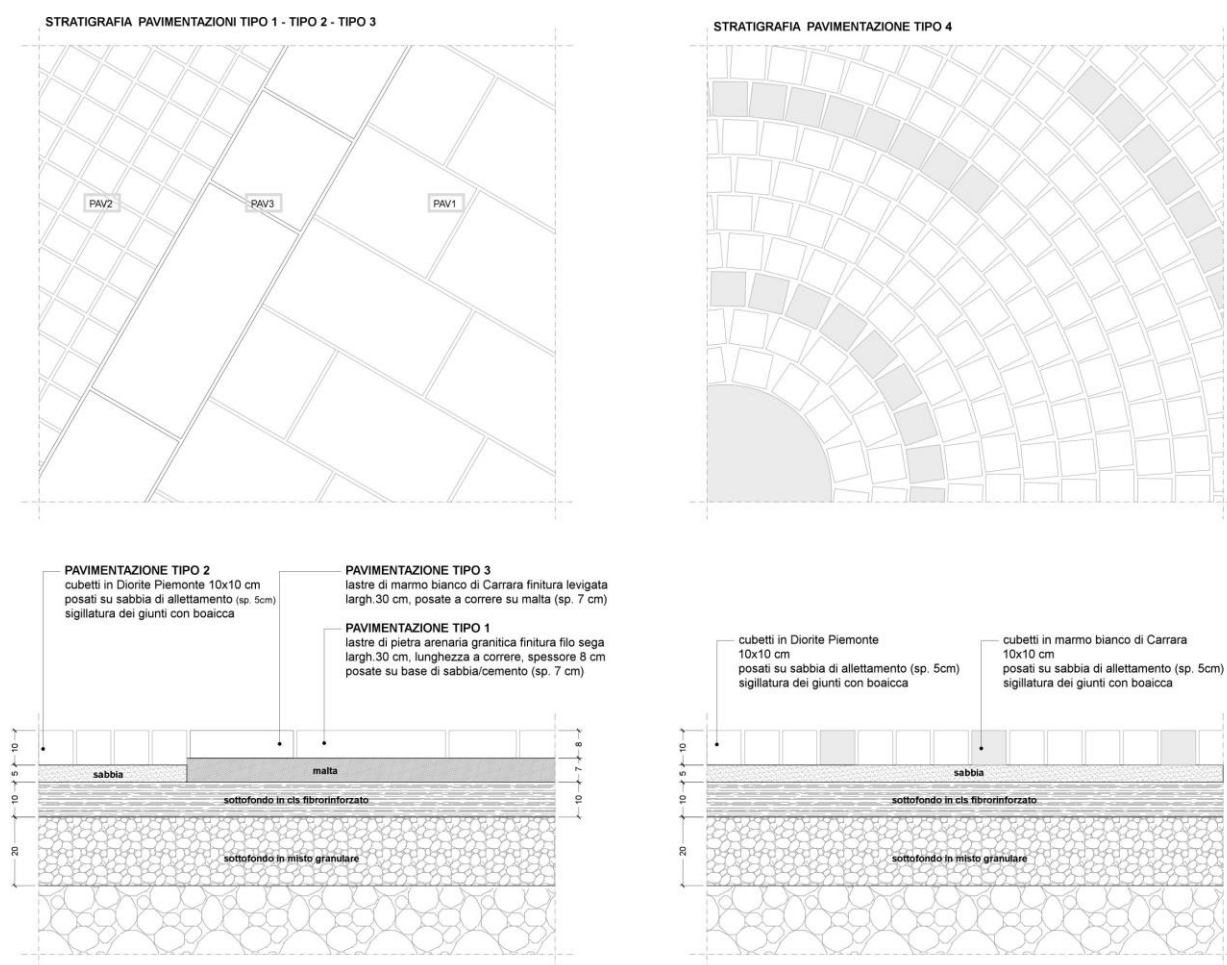 STRATIGRAFIA PAVIMENTAZIONI TIPO 1 - TIPO 2 - TIPO 3
PAV2
PAV3
PAV1
STRATIGRAFIA PAVIMENTAZIONE TIPO 4
PAVIMENTAZIONE TIPO 2
cubetti in Diorite Piemonte 10x10 cm
posati su sabbia di allettamento (sp. 5cm)
sigillatura dei giunti con boaicca
PAVIMENTAZIONE TIPO 3
lastre di marmo bianco di Carrara finitura levigata
largh.30 cm, posate a correre su malta (sp. 7 cm)
PAVIMENTAZIONE TIPO 1
lastre di pietra arenaria granitica finitura filo sega
largh.30 cm, lunghezza a correre, spessore 8 cm
posate su base di sabbia/cemento (sp. 7 cm)
10
5
10
20
sabbia
malta
sottofondo in cls fibrorinforzato
sottofondo in misto granulare
8
7
10
cubetti in Diorite Piemonte
10x10 cm
posati su sabbia di allettamento (sp. 5cm)
sigillatura dei giunti con boaicca
cubetti in marmo bianco di Carrara
10x10 cm
posati su sabbia di allettamento (sp. 5cm)
sigillatura dei giunti con boaicca
10
5
10
20
sabbia
sottofondo in cls fibrorinforzato
sottofondo in misto granulare